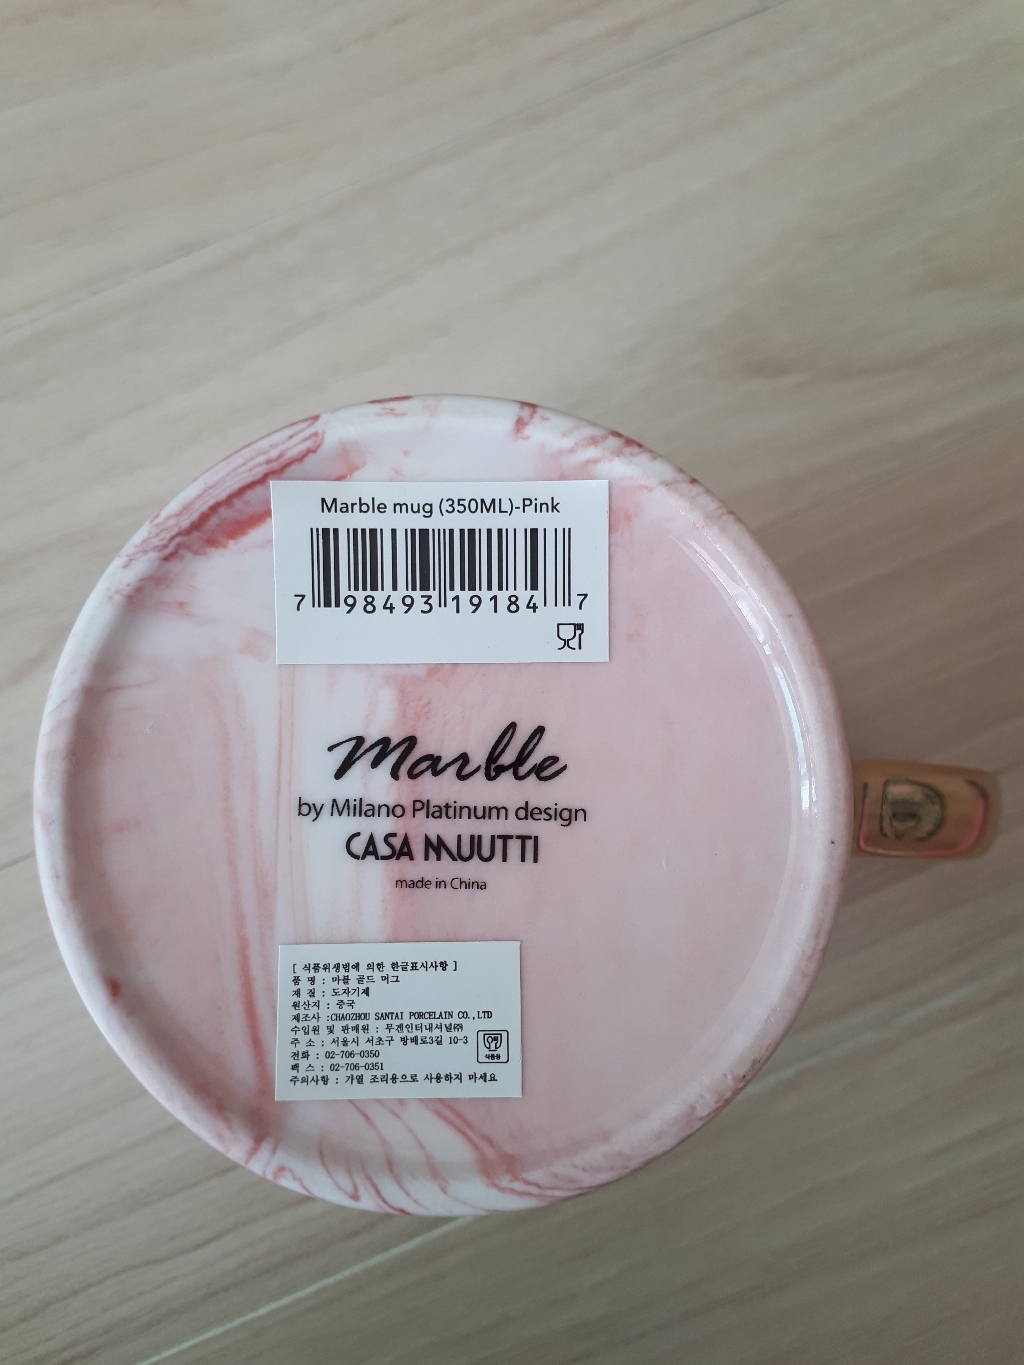 Marble mug (350ML)-Pink
7 98493 19184 7
Marble
by Milano Platinum design
CASA MUUTTI
made in China
[ 식품위생법에 의한 한글표시사항 ]
품 명 : 마블 골드 머그
재 질 : 도자기제
원산지 : 중국
제조사 :CHAOZHOU SANTAI PORCELAIN CO.,LTD
수입원 및 판매원 : 무겐인터내셔널㈜
주 소 : 서울시 서초구 방배로3길 10-3
전화 : 02-706-0350
팩 스 : 02-706-0351
주의사항 : 가열 조리용으로 사용하지 마세요
식품용